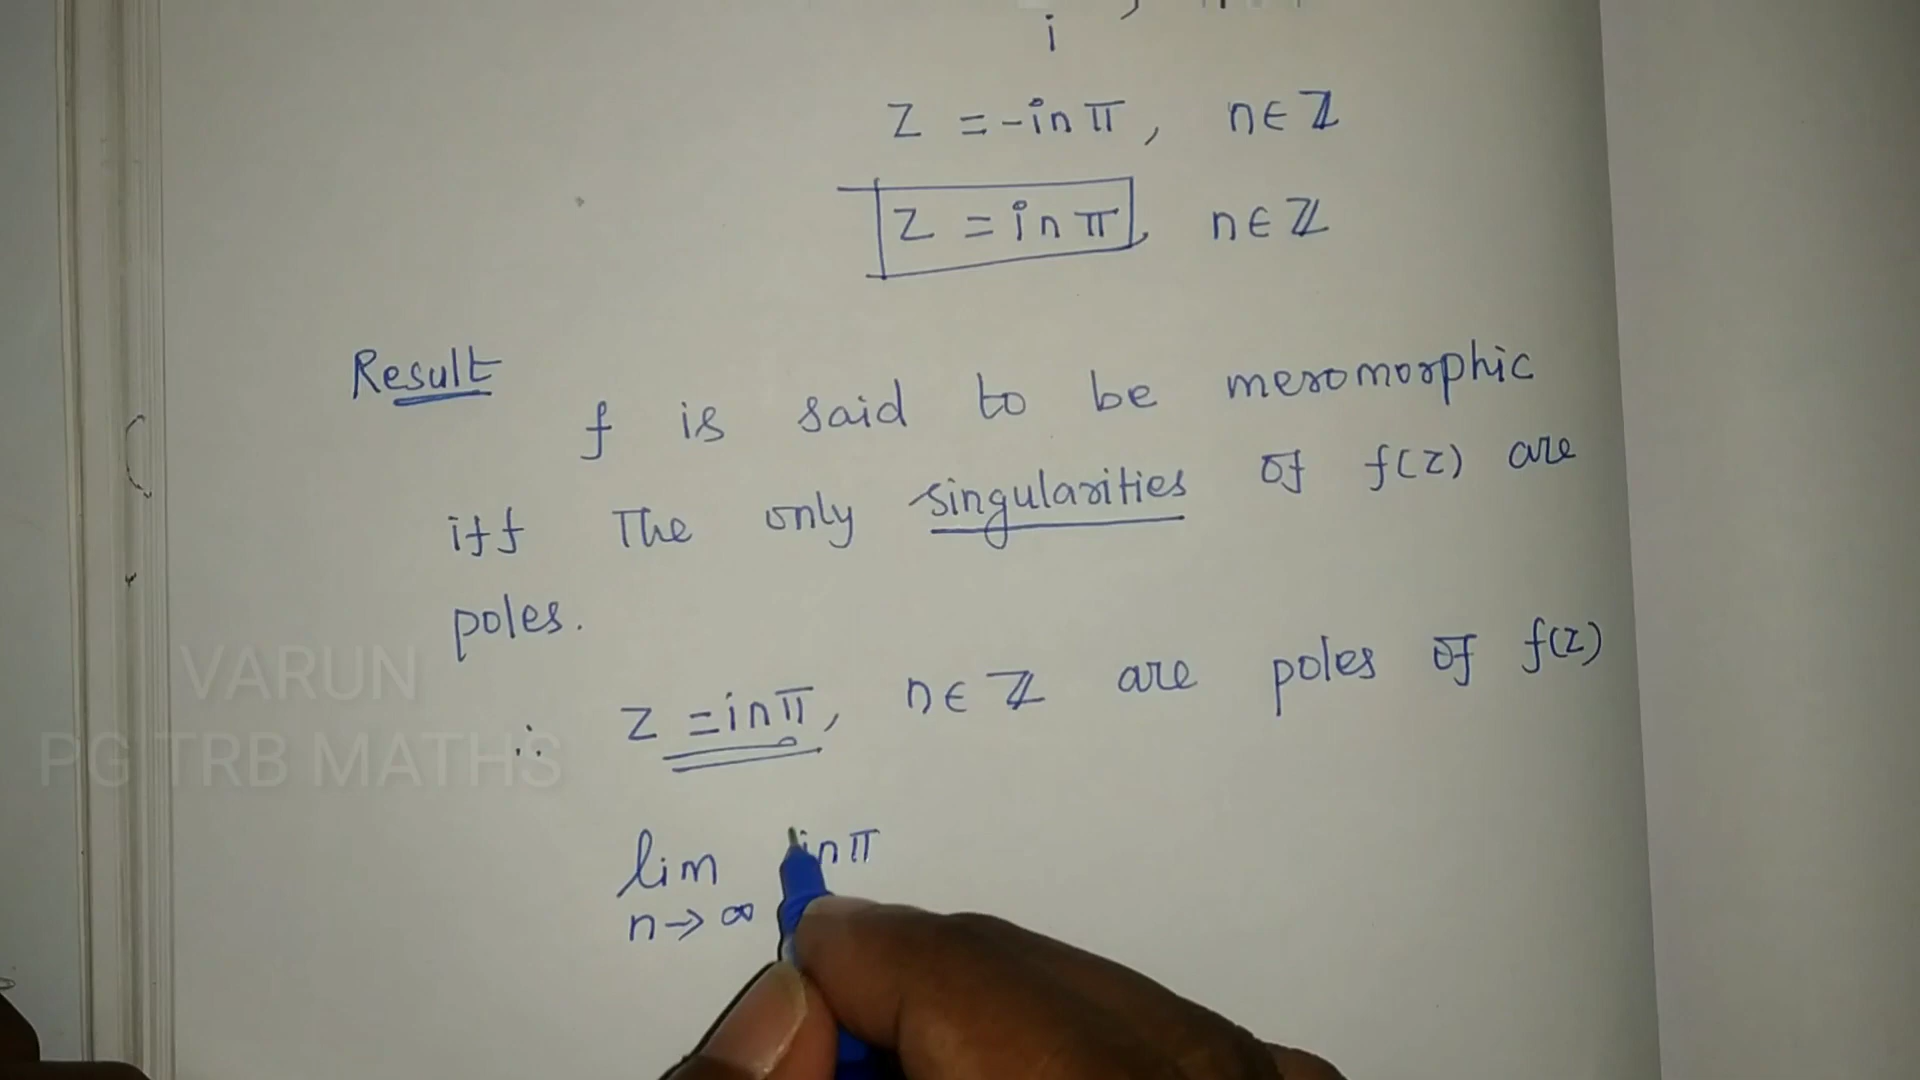 i
z = -inπ, n∈ℤ
z = inπ, n∈ℤ
Result
f is said to be meromorphic
iff The only singularities of f(z) are
poles.
∴ z = inπ, n∈ℤ are poles of f(z)
lim inπ
n→∞
VARUN
PG TRB MATHS